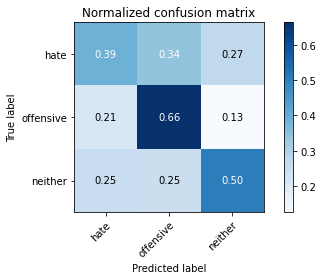 Normalized confusion matrix
True label
hate
0.39 0.34 0.27
offensive
0.21 0.66 0.13
neither
0.25 0.25 0.50
hate
offensive
neither
Predicted label
0.6
0.5
0.4
0.3
0.2